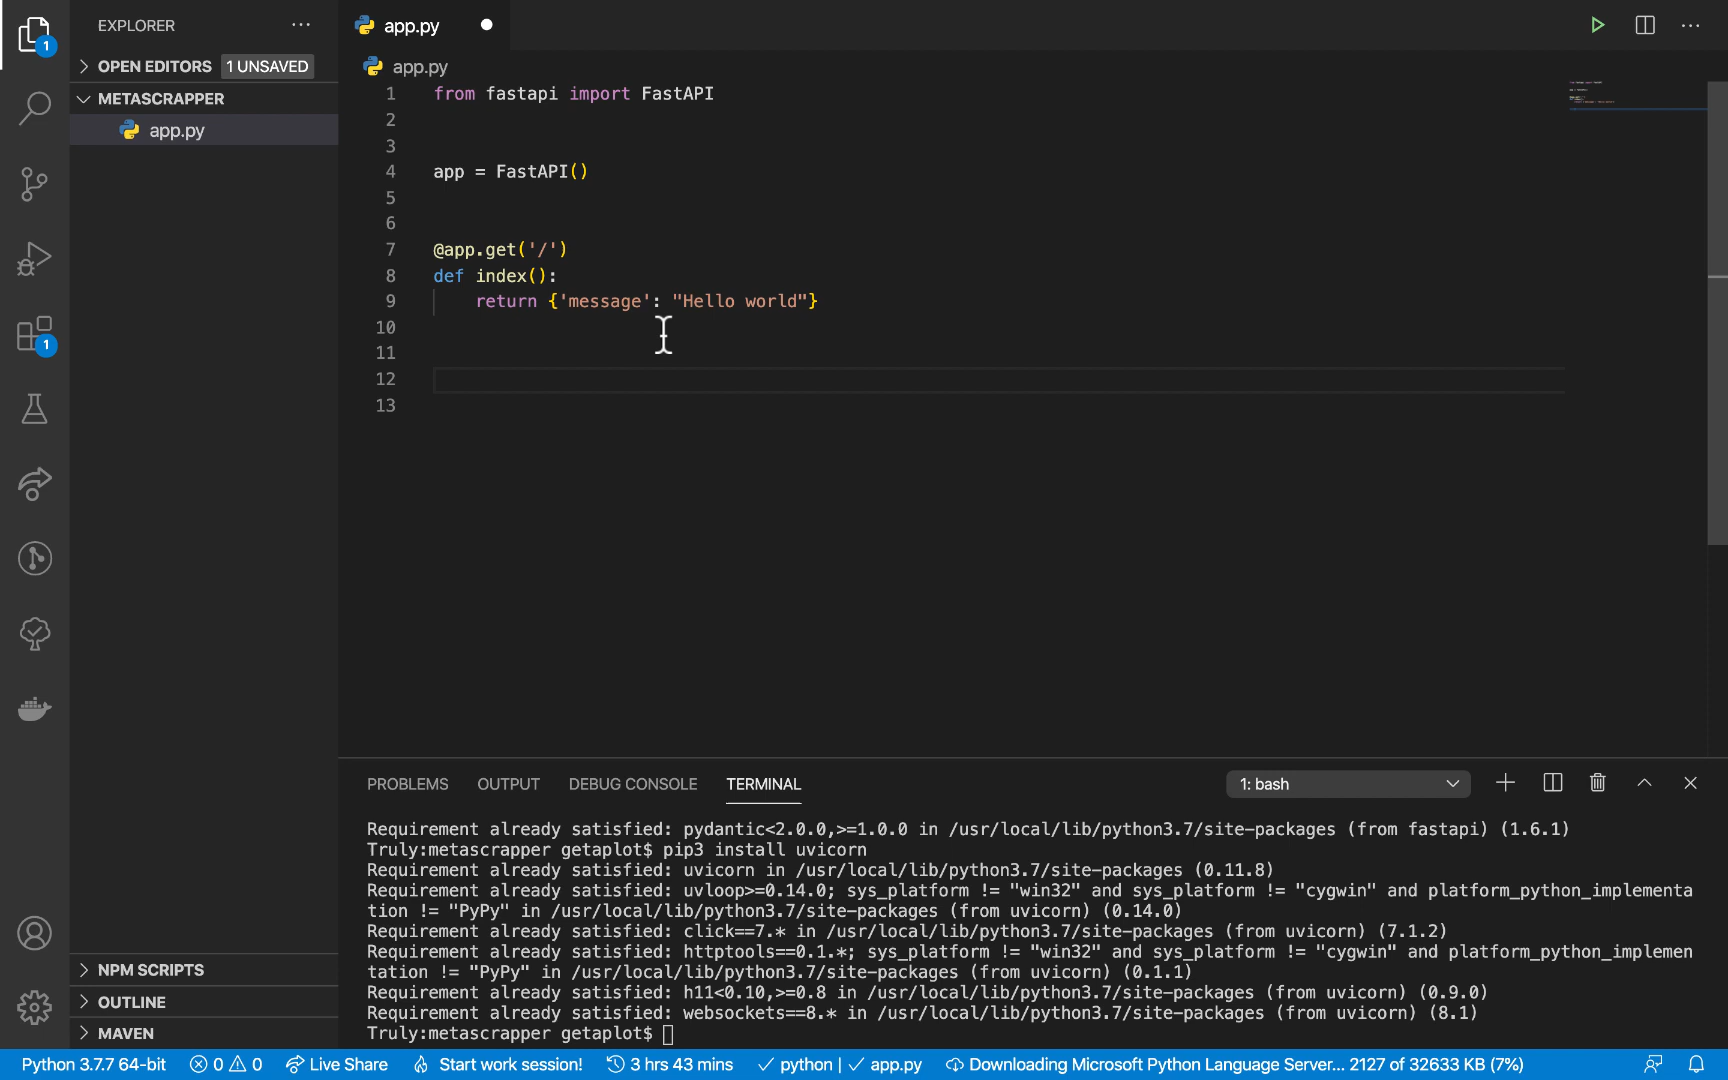 EXPLORER
OPEN EDITORS 1 UNSAVED
METASCRAPPER
app.py
NPM SCRIPTS
OUTLINE
MAVEN
1
1
app.py
app.py
1 from fastapi import FastAPI
2
3
4 app = FastAPI()
5
6
7 @app.get('/')
8 def index():
9 return {'message': "Hello world"}
10
11
12
13
PROBLEMS OUTPUT DEBUG CONSOLE TERMINAL 1: bash
Requirement already satisfied: pydantic<2.0.0,>=1.0.0 in /usr/local/lib/python3.7/site-packages (from fastapi) (1.6.1)
Truly:metascrapper getaplot$ pip3 install uvicorn
Requirement already satisfied: uvicorn in /usr/local/lib/python3.7/site-packages (0.11.8)
Requirement already satisfied: uvloop>=0.14.0; sys_platform != "win32" and sys_platform != "cygwin" and platform_python_implementa
tion != "PyPy" in /usr/local/lib/python3.7/site-packages (from uvicorn) (0.14.0)
Requirement already satisfied: click==7.* in /usr/local/lib/python3.7/site-packages (from uvicorn) (7.1.2)
Requirement already satisfied: httptools==0.1.*; sys_platform != "win32" and sys_platform != "cygwin" and platform_python_implemen
tation != "PyPy" in /usr/local/lib/python3.7/site-packages (from uvicorn) (0.1.1)
Requirement already satisfied: h11<0.10,>=0.8 in /usr/local/lib/python3.7/site-packages (from uvicorn) (0.9.0)
Requirement already satisfied: websockets==8.* in /usr/local/lib/python3.7/site-packages (from uvicorn) (8.1)
Truly:metascrapper getaplot$
Python 3.7.7 64-bit 0 0 Live Share Start work session! 3 hrs 43 mins python | app.py Downloading Microsoft Python Language Server... 2127 of 32633 KB (7%)